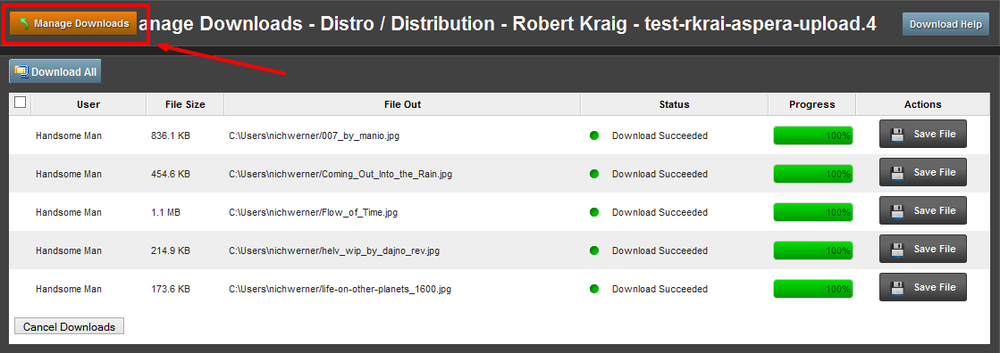 Manage Downloads anage Downloads - Distro / Distribution - Robert Kraig - test-rkrai-aspera-upload.4 Download Help
Download All
User File Size File Out Status Progress Actions
Handsome Man 836.1 KB C:\Users\nichwerner/007_by_manio.jpg Download Succeeded 100% Save File
Handsome Man 454.6 KB C:\Users\nichwerner/Coming_Out_Into_the_Rain.jpg Download Succeeded 100% Save File
Handsome Man 1.1 MB C:\Users\nichwerner/Flow_of_Time.jpg Download Succeeded 100% Save File
Handsome Man 214.9 KB C:\Users\nichwerner/helv_wip_by_dajno_rev.jpg Download Succeeded 100% Save File
Handsome Man 173.6 KB C:\Users\nichwerner/life-on-other-planets_1600.jpg Download Succeeded 100% Save File
Cancel Downloads